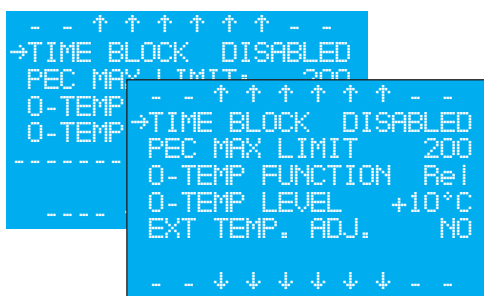 - - ↑ ↑ ↑ ↑ ↑ ↑ - -
→TIME BLOCK DISABLED
PEC MAX LIMIT: 200
O-TEMP
O-TEMP
- - - - - - -
- - - -
- - ↑ ↑ ↑ ↑ ↑ ↑ - -
→TIME BLOCK DISABLED
PEC MAX LIMIT 200
O-TEMP FUNCTION Rel
O-TEMP LEVEL +10°C
EXT TEMP. ADJ. NO
- - ↓ ↓ ↓ ↓ ↓ ↓ - -